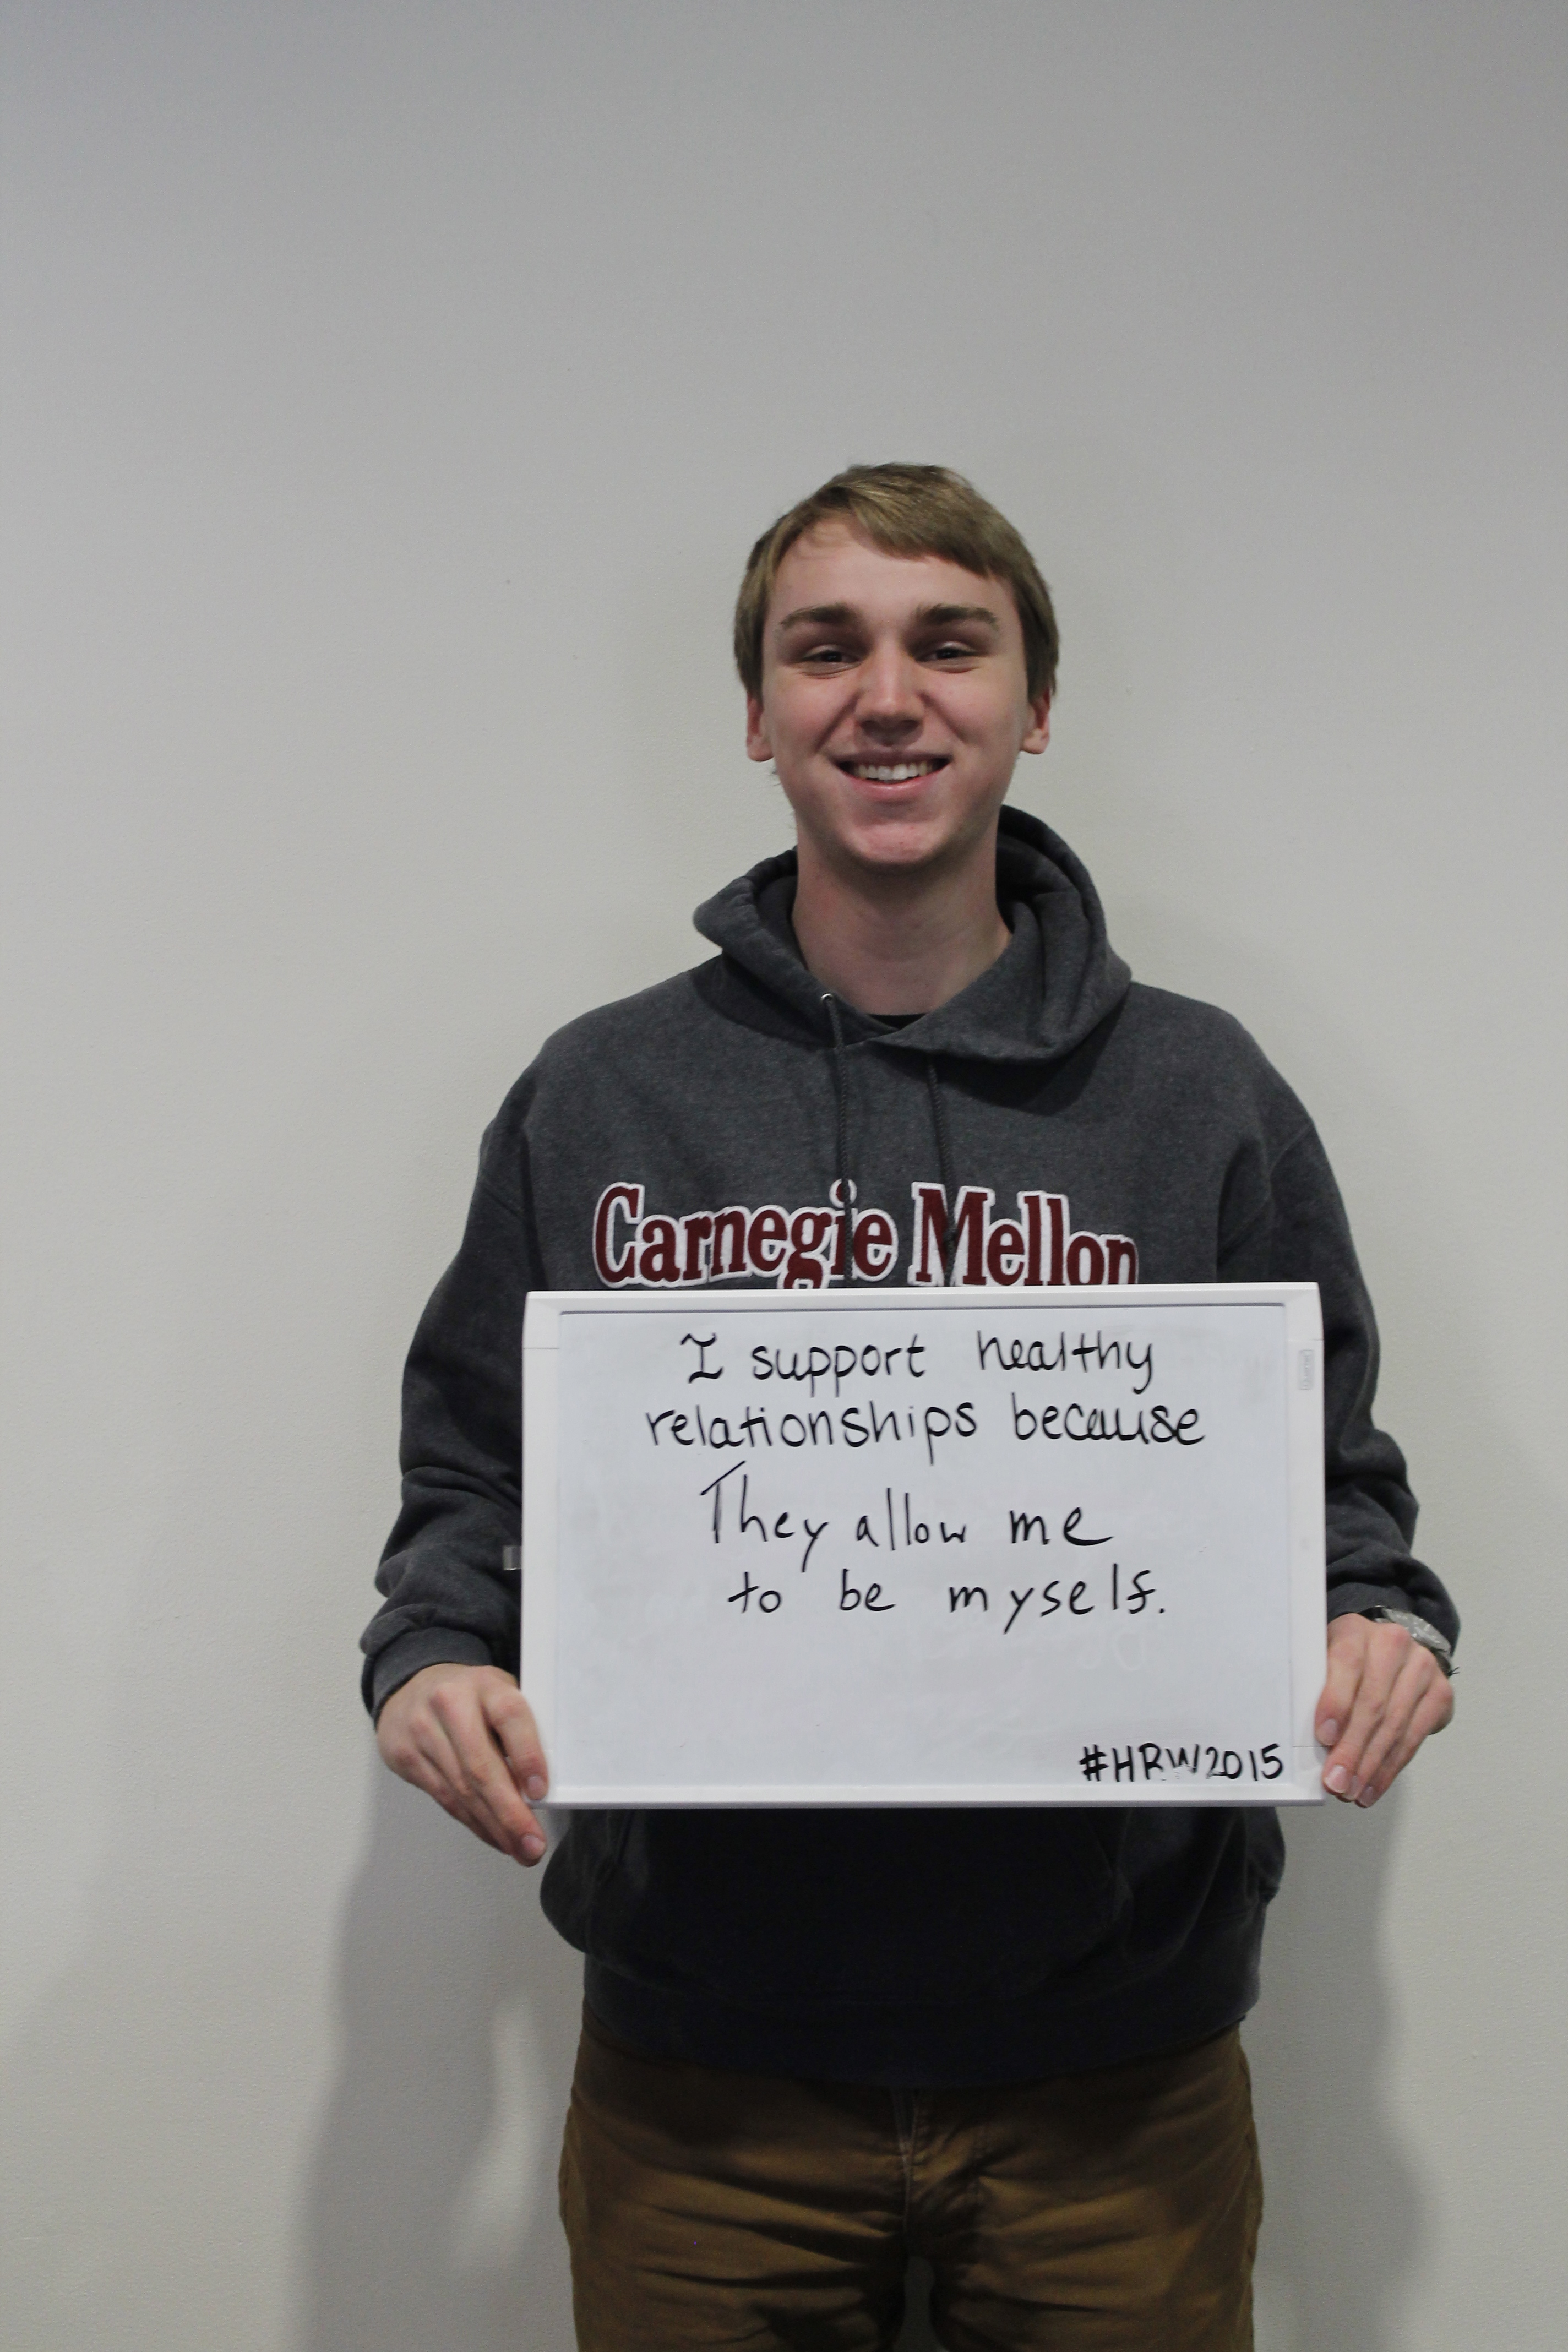 Carnegie Mellon
I support healthy
relationships because
They allow me
to be myself.
#HRW2015